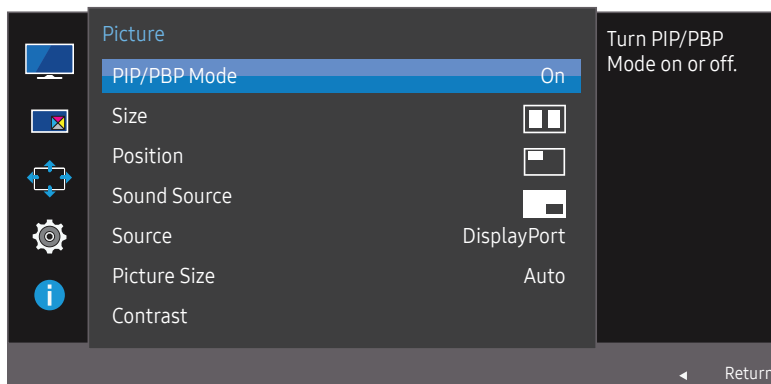 Picture
PIP/PBP Mode On
Size
Position
Sound Source
Source DisplayPort
Picture Size Auto
Contrast
Turn PIP/PBP
Mode on or off.
Return